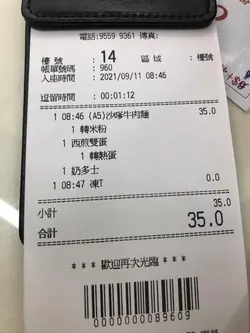 電話:9559 9361 傳真:
檯 號 : 14 區 域 : 檯號
帳單號碼 : 960
入座時間 : 2021/09/11 08:46
逗留時間 : 00:01:12
1 08:46 (A5)沙嗲牛肉麵 35.0
1 轉米粉
1 西煎雙蛋
1 轉熟蛋
1 奶多士
1 08:47 凍T 0.0
小計 35.0
合計 35.0
* * * 歡迎再次光臨 * * *
0000000089609